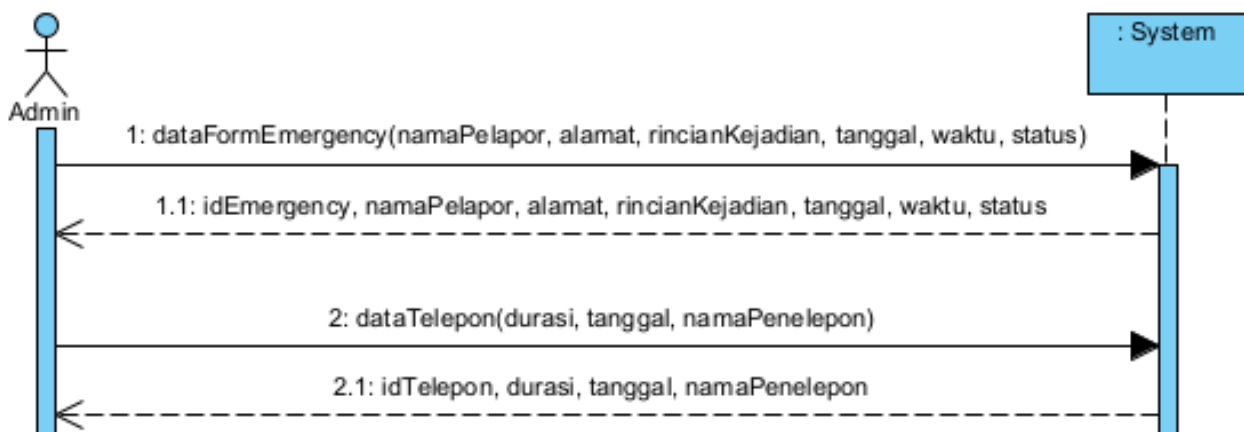 : System
Admin
1: dataFormEmergency(namaPelapor, alamat, rincianKejadian, tanggal, waktu, status)
1.1: idEmergency, namaPelapor, alamat, rincianKejadian, tanggal, waktu, status
2: dataTelepon(durasi, tanggal, namaPenelepon)
2.1: idTelepon, durasi, tanggal, namaPenelepon